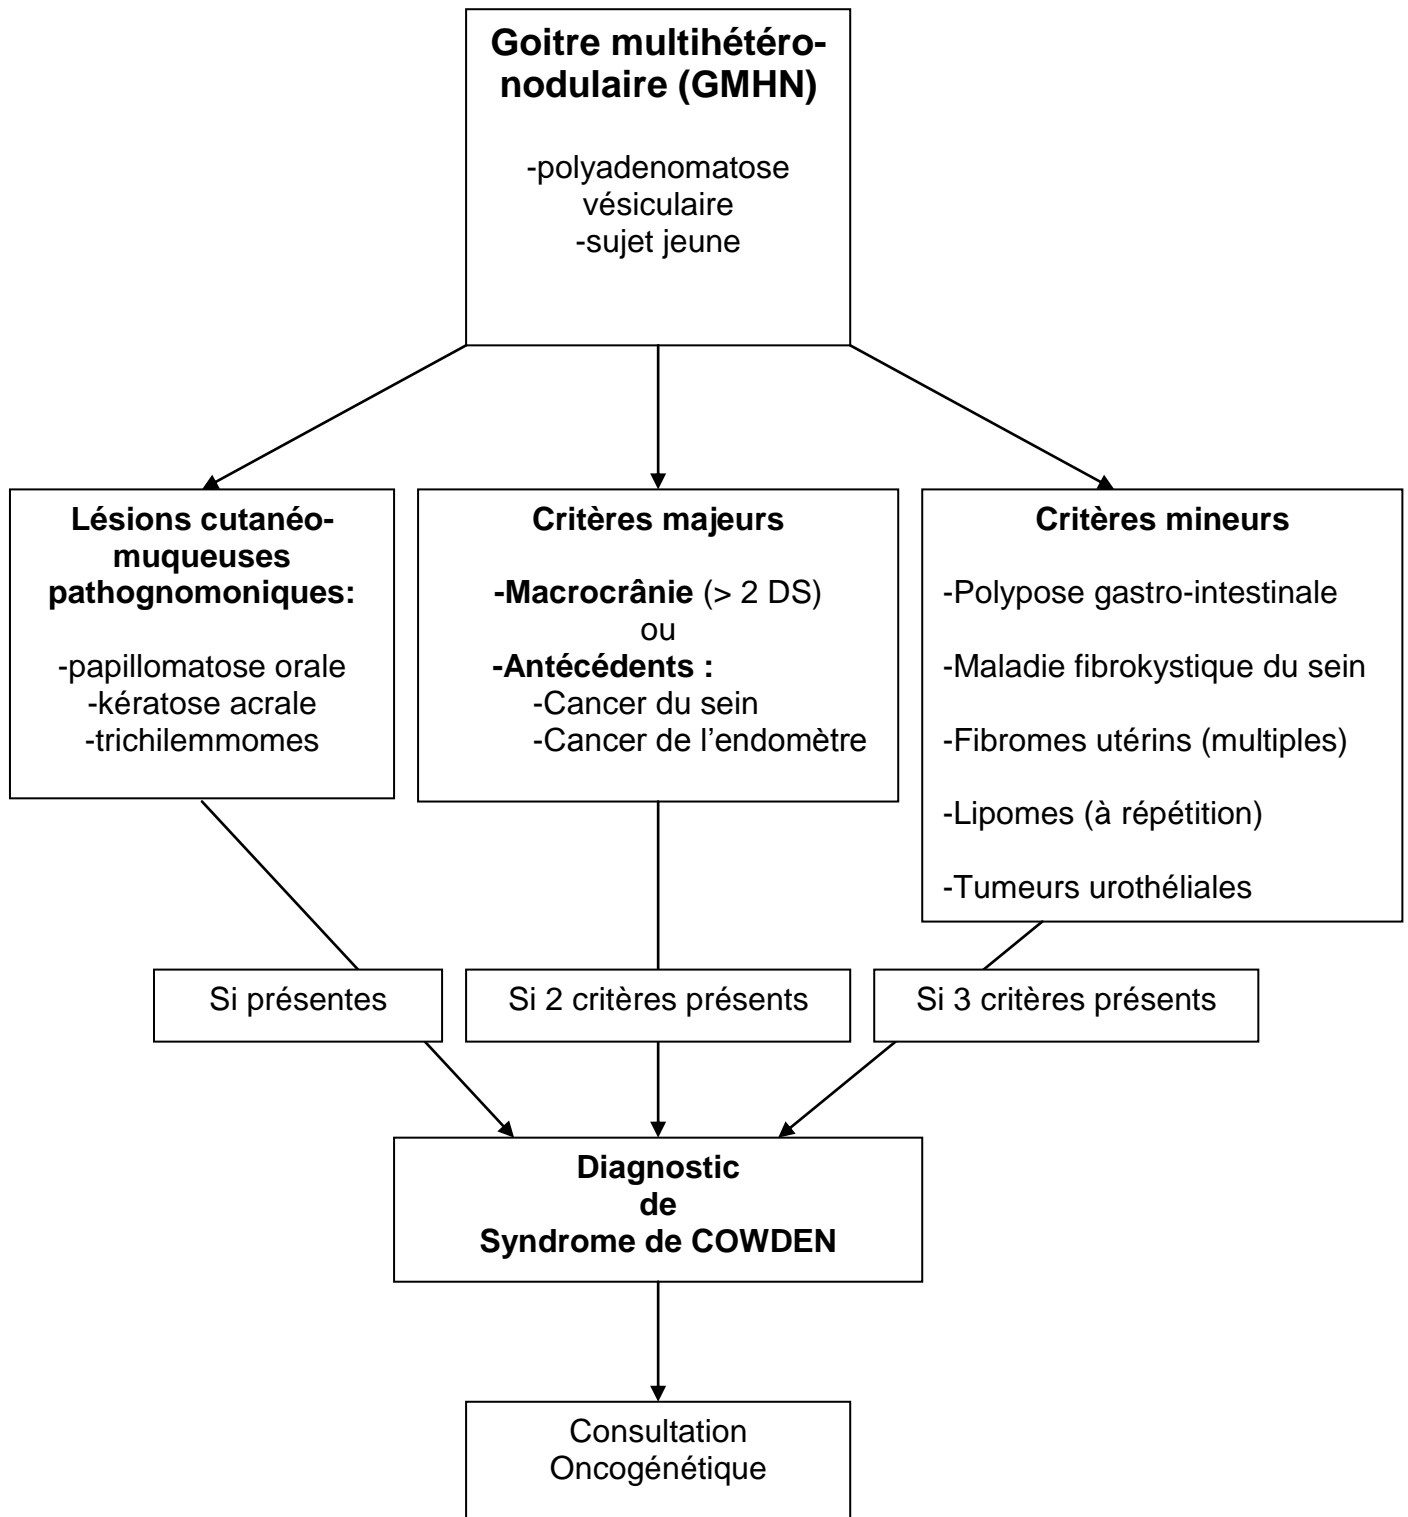 Goitre multihétéro-
nodulaire (GMHN)
-polyadenomatose
vésiculaire
-sujet jeune
Lésions cutanéo-
muqueuses
pathognomoniques:
-papillomatose orale
-kératose acrale
-trichilemmomes
Critères majeurs
-Macrocrânie (> 2 DS)
ou
-Antécédents :
-Cancer du sein
-Cancer de l’endomètre
Critères mineurs
-Polypose gastro-intestinale
-Maladie fibrokystique du sein
-Fibromes utérins (multiples)
-Lipomes (à répétition)
-Tumeurs urothéliales
Si présentes
Si 2 critères présents
Si 3 critères présents
Diagnostic
de
Syndrome de COWDEN
Consultation
Oncogénétique